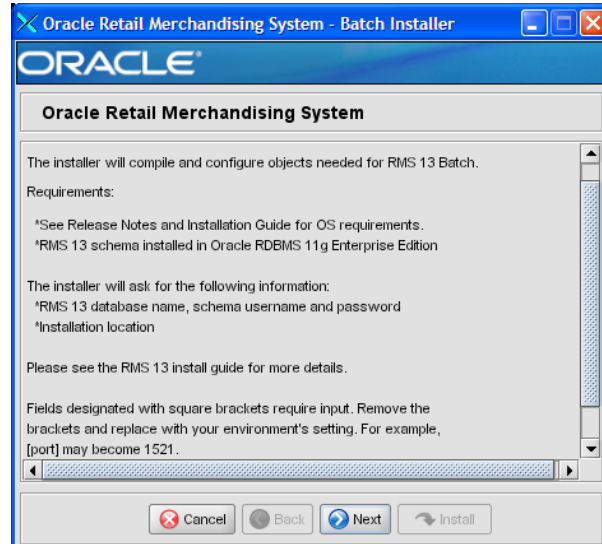 Oracle Retail Merchandising System - Batch Installer
ORACLE
Oracle Retail Merchandising System
The installer will compile and configure objects needed for RMS 13 Batch.
Requirements:
*See Release Notes and Installation Guide for OS requirements.
*RMS 13 schema installed in Oracle RDBMS 11g Enterprise Edition
The installer will ask for the following information:
*RMS 13 database name, schema username and password
*Installation location
Please see the RMS 13 install guide for more details.
Fields designated with square brackets require input. Remove the
brackets and replace with your environment's setting. For example,
[port] may become 1521.
Cancel Back Next Install